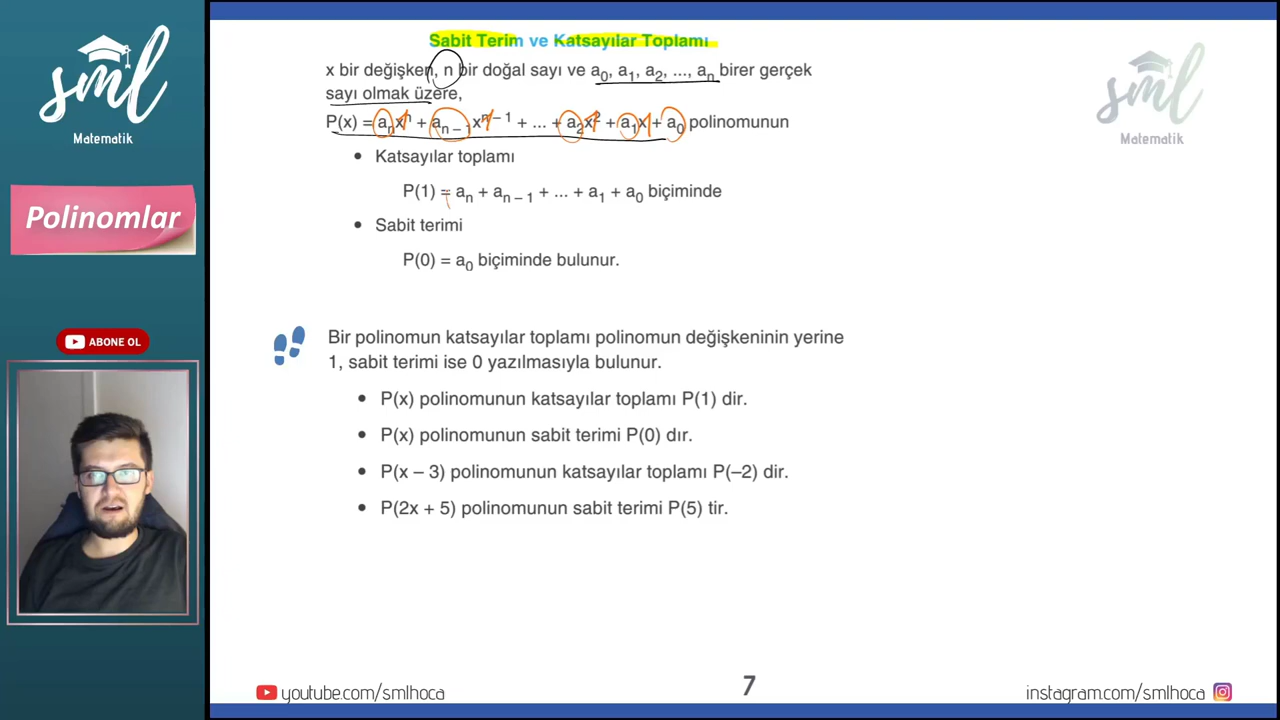 sml
Matematik
Polinomlar
ABONE OL
Sabit Terim ve Katsayılar Toplamı
x bir değişken, n bir doğal sayı ve a₀, a₁, a₂, ..., aₙ birer gerçek
sayı olmak üzere,
P(x) = aₙxⁿ + aₙ₋₁xⁿ⁻¹ + ... + a₂x² + a₁x + a₀ polinomunun
• Katsayılar toplamı
P(1) = aₙ + aₙ₋₁ + ... + a₁ + a₀ biçiminde
• Sabit terimi
P(0) = a₀ biçiminde bulunur.
Bir polinomun katsayılar toplamı polinomun değişkeninin yerine
1, sabit terimi ise 0 yazılmasıyla bulunur.
• P(x) polinomunun katsayılar toplamı P(1) dir.
• P(x) polinomunun sabit terimi P(0) dır.
• P(x – 3) polinomunun katsayılar toplamı P(–2) dir.
• P(2x + 5) polinomunun sabit terimi P(5) tir.
sml
Matematik
youtube.com/smlhoca
7
instagram.com/smlhoca